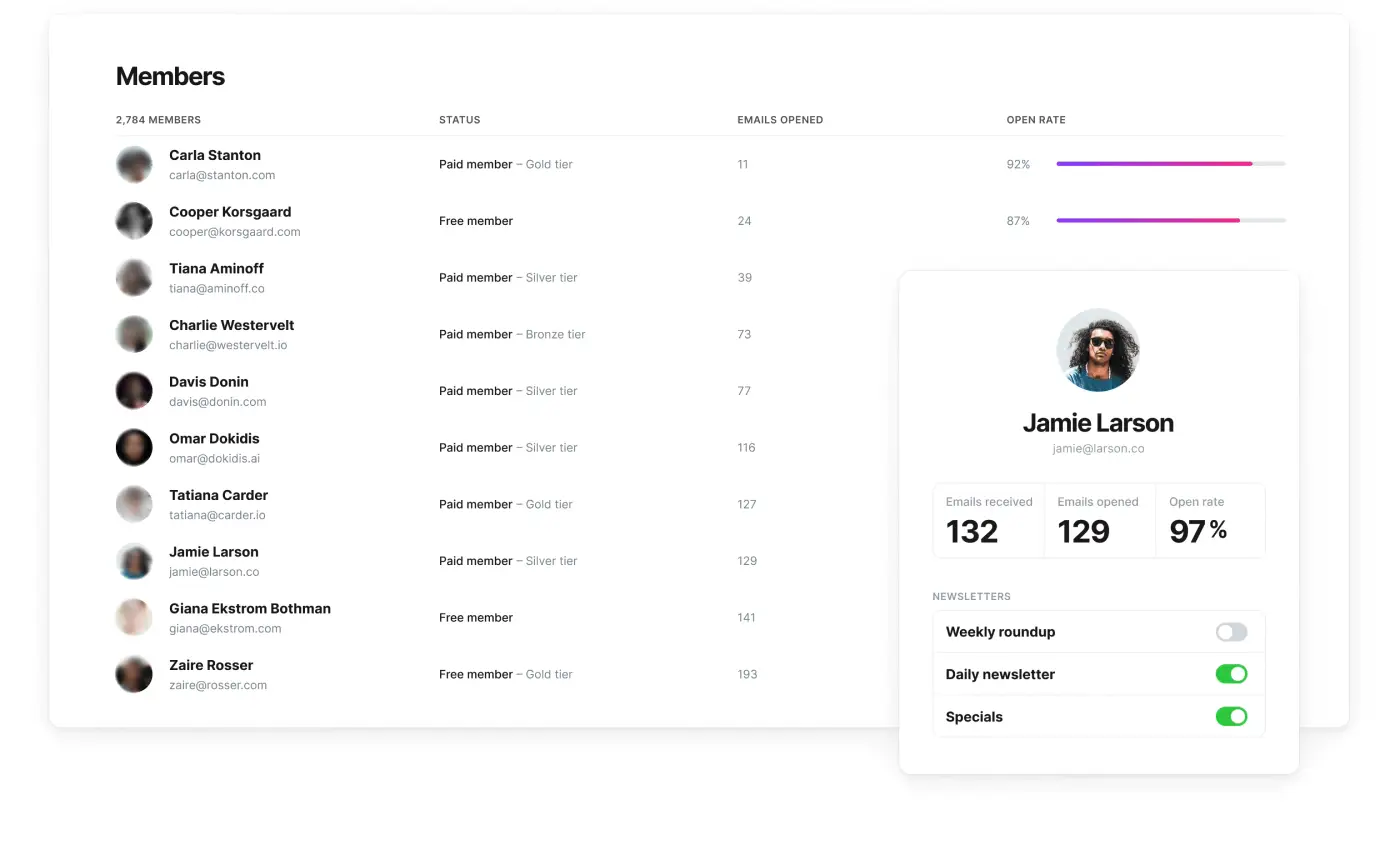 Members
2,784 MEMBERS STATUS EMAILS OPENED OPEN RATE
Carla Stanton
carla@stanton.com
Paid member – Gold tier 11 92%
Cooper Korsgaard
cooper@korsgaard.com
Free member 24 87%
Tiana Aminoff
tiana@aminoff.co
Paid member – Silver tier 39
Charlie Westervelt
charlie@westervelt.io
Paid member – Bronze tier 73
Davis Donin
davis@donin.com
Paid member – Silver tier 77
Omar Dokidis
omar@dokidis.ai
Paid member – Silver tier 116
Tatiana Carder
tatiana@carder.io
Paid member – Gold tier 127
Jamie Larson
jamie@larson.co
Paid member – Silver tier 129
Giana Ekstrom Bothman
giana@ekstrom.com
Free member 141
Zaire Rosser
zaire@rosser.com
Free member – Gold tier 193
Jamie Larson
jamie@larson.co
Emails received Emails opened Open rate
132 129 97%
NEWSLETTERS
Weekly roundup
Daily newsletter
Specials